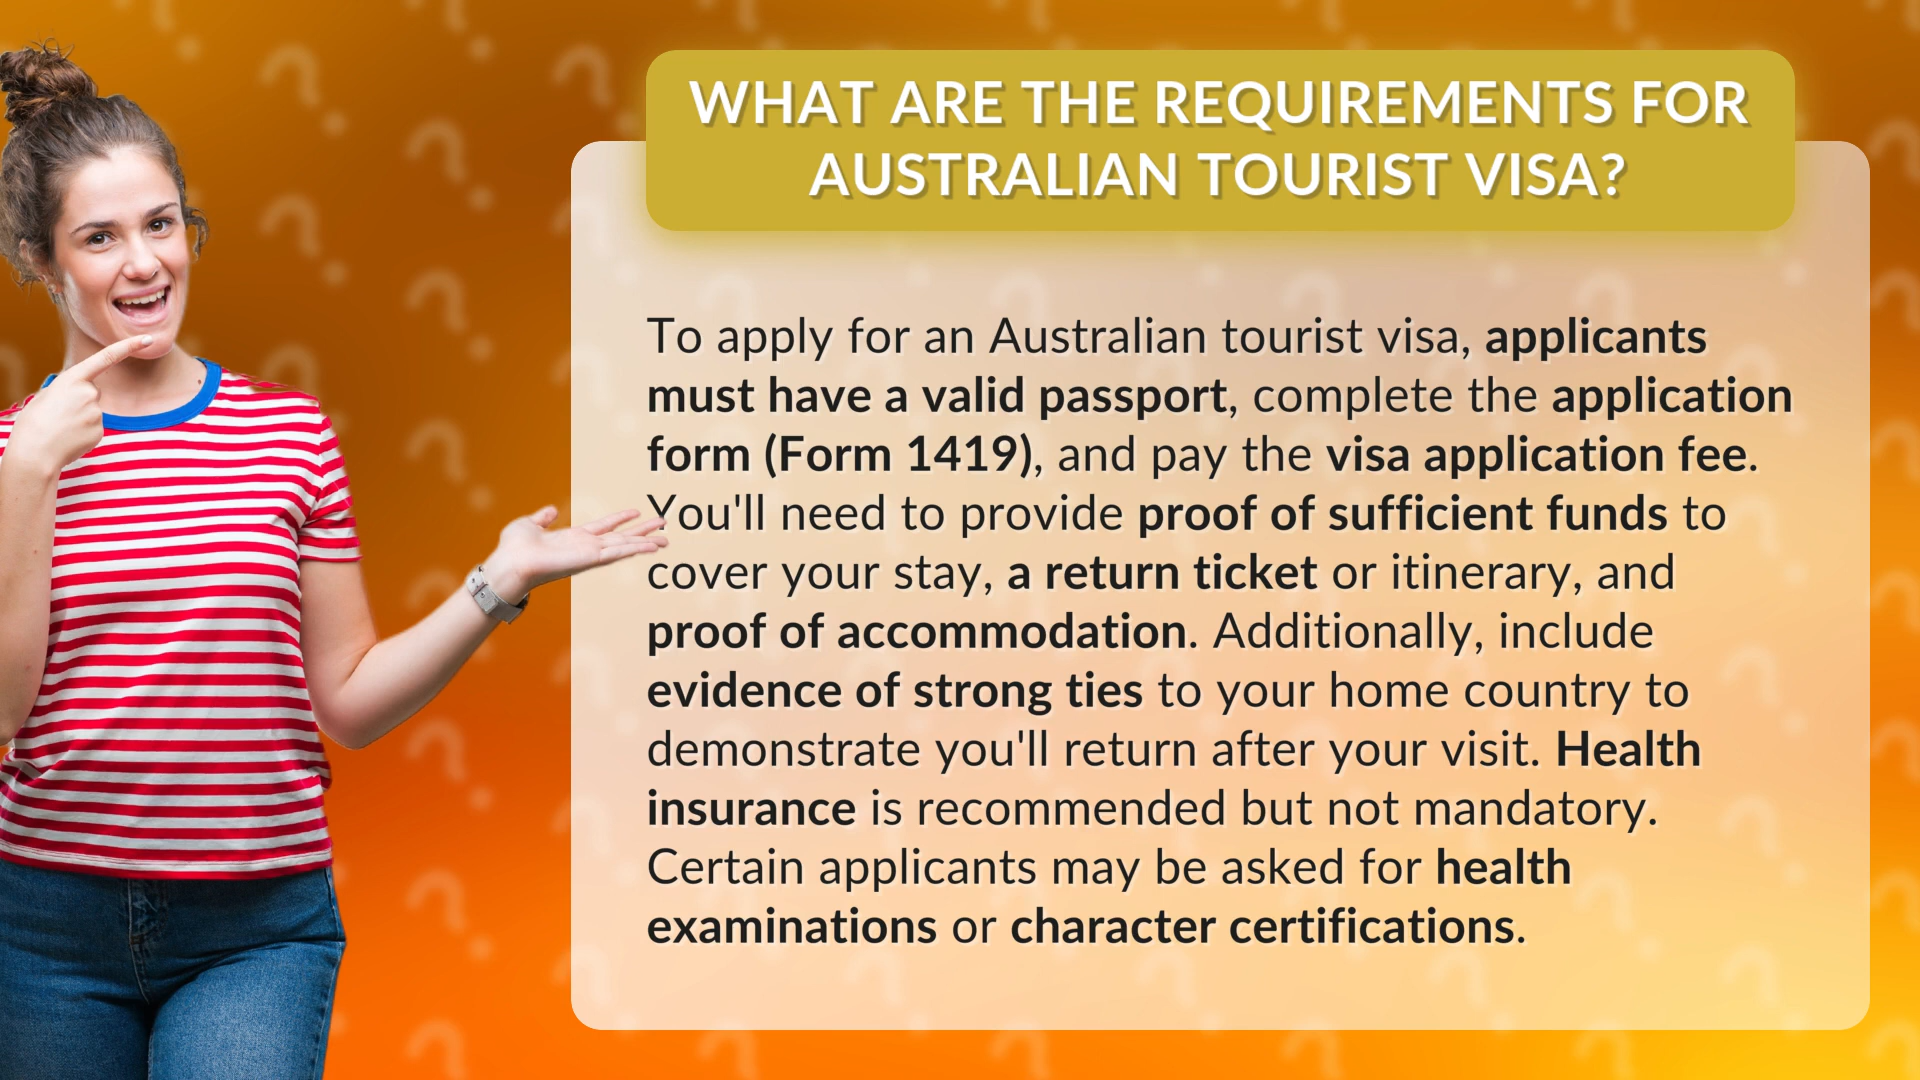 WHAT ARE THE REQUIREMENTS FOR
AUSTRALIAN TOURIST VISA?
To apply for an Australian tourist visa, applicants
must have a valid passport, complete the application
form (Form 1419), and pay the visa application fee.
You'll need to provide proof of sufficient funds to
cover your stay, a return ticket or itinerary, and
proof of accommodation. Additionally, include
evidence of strong ties to your home country to
demonstrate you'll return after your visit. Health
insurance is recommended but not mandatory.
Certain applicants may be asked for health
examinations or character certifications.